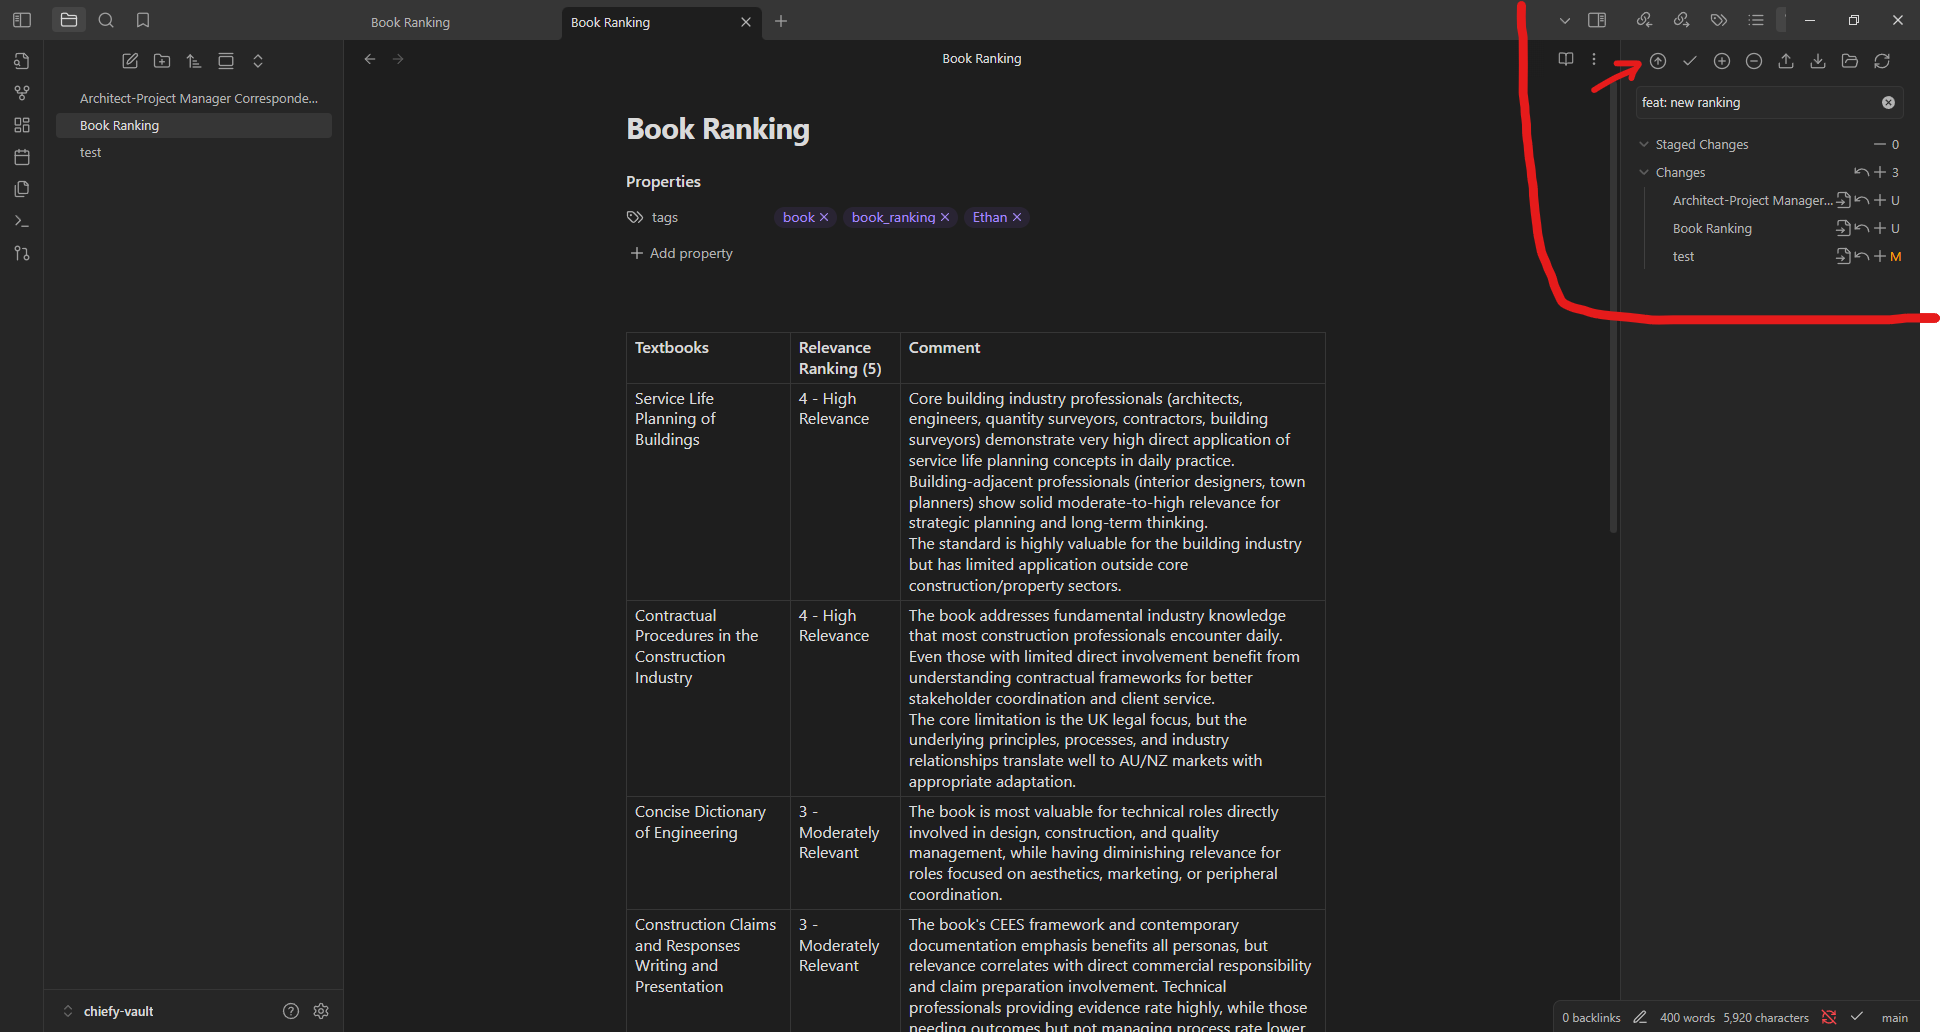 Book Ranking
Book Ranking
Book Ranking
Architect-Project Manager Corresponde...
Book Ranking
test
Book Ranking
Properties
tags
book
book_ranking
Ethan
Add property
Textbooks
Relevance
Ranking (5)
Comment
Service Life
Planning of
Buildings
4 - High
Relevance
Core building industry professionals (architects,
engineers, quantity surveyors, contractors, building
surveyors) demonstrate very high direct application of
service life planning concepts in daily practice.
Building-adjacent professionals (interior designers, town
planners) show solid moderate-to-high relevance for
strategic planning and long-term thinking.
The standard is highly valuable for the building industry
but has limited application outside core
construction/property sectors.
Contractual
Procedures in the
Construction
Industry
4 - High
Relevance
The book addresses fundamental industry knowledge
that most construction professionals encounter daily.
Even those with limited direct involvement benefit from
understanding contractual frameworks for better
stakeholder coordination and client service.
The core limitation is the UK legal focus, but the
underlying principles, processes, and industry
relationships translate well to AU/NZ markets with
appropriate adaptation.
Concise Dictionary
of Engineering
3 -
Moderately
Relevant
The book is most valuable for technical roles directly
involved in design, construction, and quality
management, while having diminishing relevance for
roles focused on aesthetics, marketing, or peripheral
coordination.
Construction Claims
and Responses
Writing and
Presentation
3 -
Moderately
Relevant
The book's CEES framework and contemporary
documentation emphasis benefits all personas, but
relevance correlates with direct commercial responsibility
and claim preparation involvement. Technical
professionals providing evidence rate highly, while those
needing outcomes but not managing process rate lower
feat: new ranking
Staged Changes 0
Changes 3
Architect-Project Manager... U
Book Ranking U
test M
chiefy-vault
0 backlinks 400 words 5,920 characters main